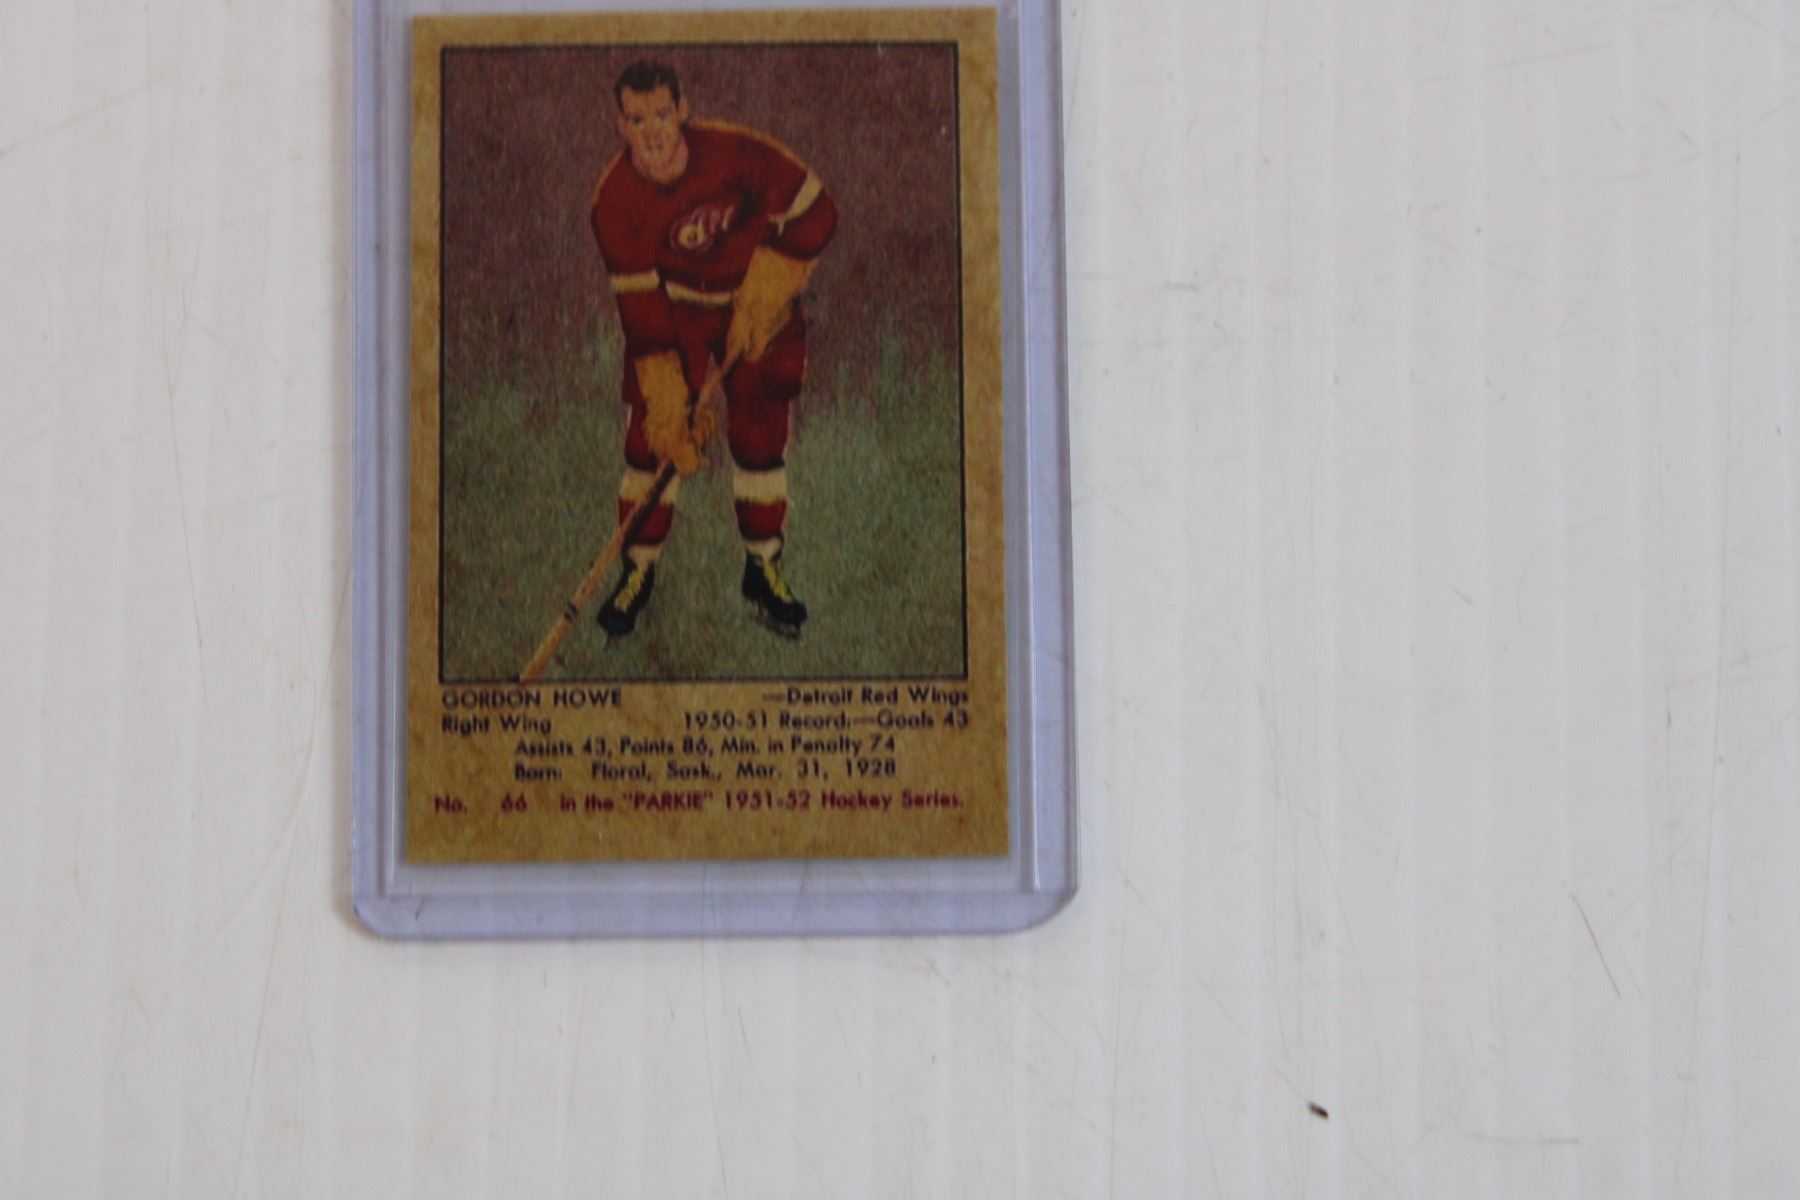 GORDON HOWE —Detroit Red Wings
Right Wing 1950-51 Record:—Goals 43
Assists 43, Points 86, Min. in Penalty 74
Born: Floral, Sask., Mar. 31, 1928
No. 66 in the "PARKIE" 1951-52 Hockey Series.